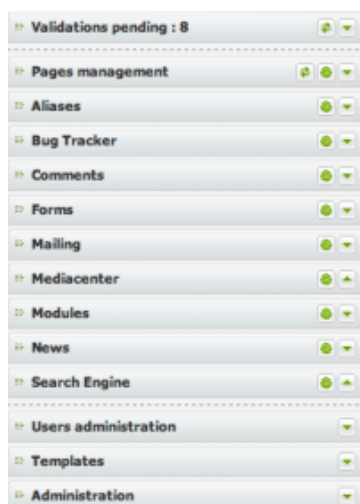 Validations pending : 8
Pages management
Aliases
Bug Tracker
Comments
Forms
Mailing
Mediacenter
Modules
News
Search Engine
Users administration
Templates
Administration